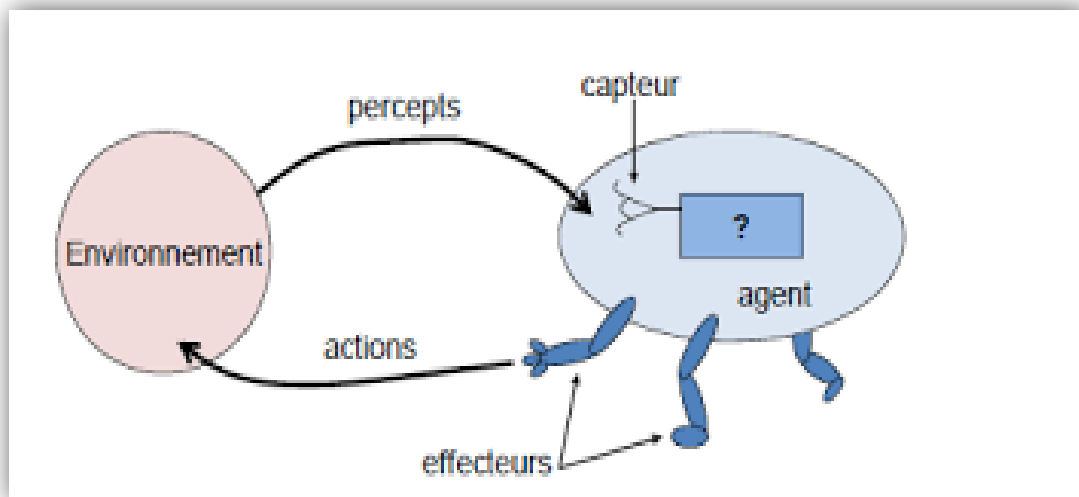 capteur
percepts
?
Environnement
agent
actions
effecteurs